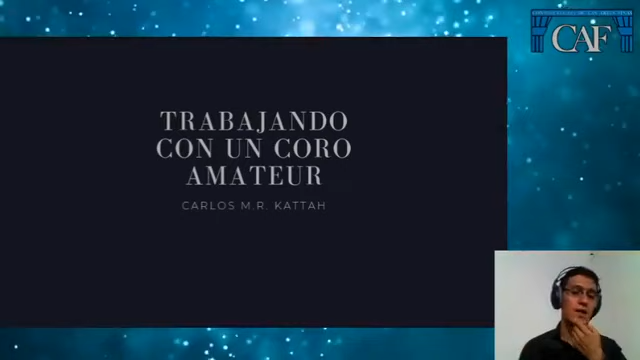 CAF
TRABAJANDO
CON UN CORO
AMATEUR
CARLOS M.R. KATTAH